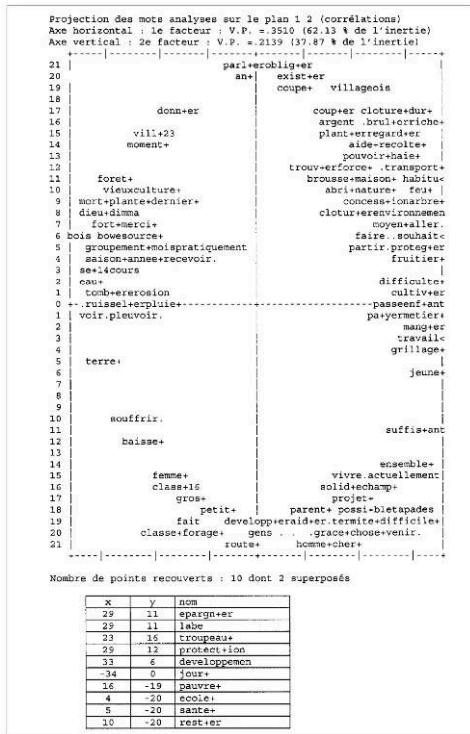 Projection des mots analyses sur le plan 1 2 (corrélations)
Axe horizontal : 1e facteur : V.P. =.3510 (62.13 % de l'inertie)
Axe vertical : 2e facteur : V.P. =.2139 (37.87 % de l'inertie)
+----|----|----|----+----|----|----|----+
21 | parl+eroblig+er
20 an+| exist+er
19 | coupe+ villageois
18 |
17 | donn+er coup+er cloture+dur+
16 | argent .brul+erriche+
15 | vill+23 plant+erregard+er
14 | moment+ aide+recolte+
13 | pouvoir+haie+
12 | trouv+erforce .transport+
11 | foret+ brousse+maison+ habitu<
10 | vieuxculture+ abri+nature+ feu+ |
9 | mort+plante+dernier+ concess+ionarbre+
8 | dieu+dimma clotur+erenvironnemen
7 | fort+merci+ moyen+aller.
6 bois bowesource+ faire..souhait<
5 | groupement+moispratiquement partir.proteg+er
4 | saison+annee+recevoir. fruitier+
3 | se+14cours
2 | eau+ difficulte+
1 | tomb+ererosion cultiv+er
0 +-.ruissel+erpluie+------------+------------passeenf+ant
1 | voir.pleuvoir. pa+yermetier+
2 | mang+er
3 | travail<
4 | grillage+
5 | terre+
6 | jeune+
7 |
8 |
9 |
10 | souffrir.
11 | suffis+ant
12 | baisse+
14 | ensemble+ |
15 | femme+ vivre.actuellement
16 | class+16 solid+echamp+
17 | gros+ projet+
18 | petit+ | parent+ possi-bletapades
19 | fait developp+eraid+er.termite+difficile+
20 | classe+forage+ gens . . .grace+chose+venir.
21 | route+ homme+cher+
+----|----|----|----+----|----|----|----+
Nombre de points recouverts : 10 dont 2 superposés
x y nom
29 11 epargn+er
29 11 labe
23 16 troupeau+
29 12 protect+ion
33 6 developpemen
-34 0 jour+
16 -19 pauvre+
4 -20 ecole+
5 -20 sante+
10 -20 rest+er